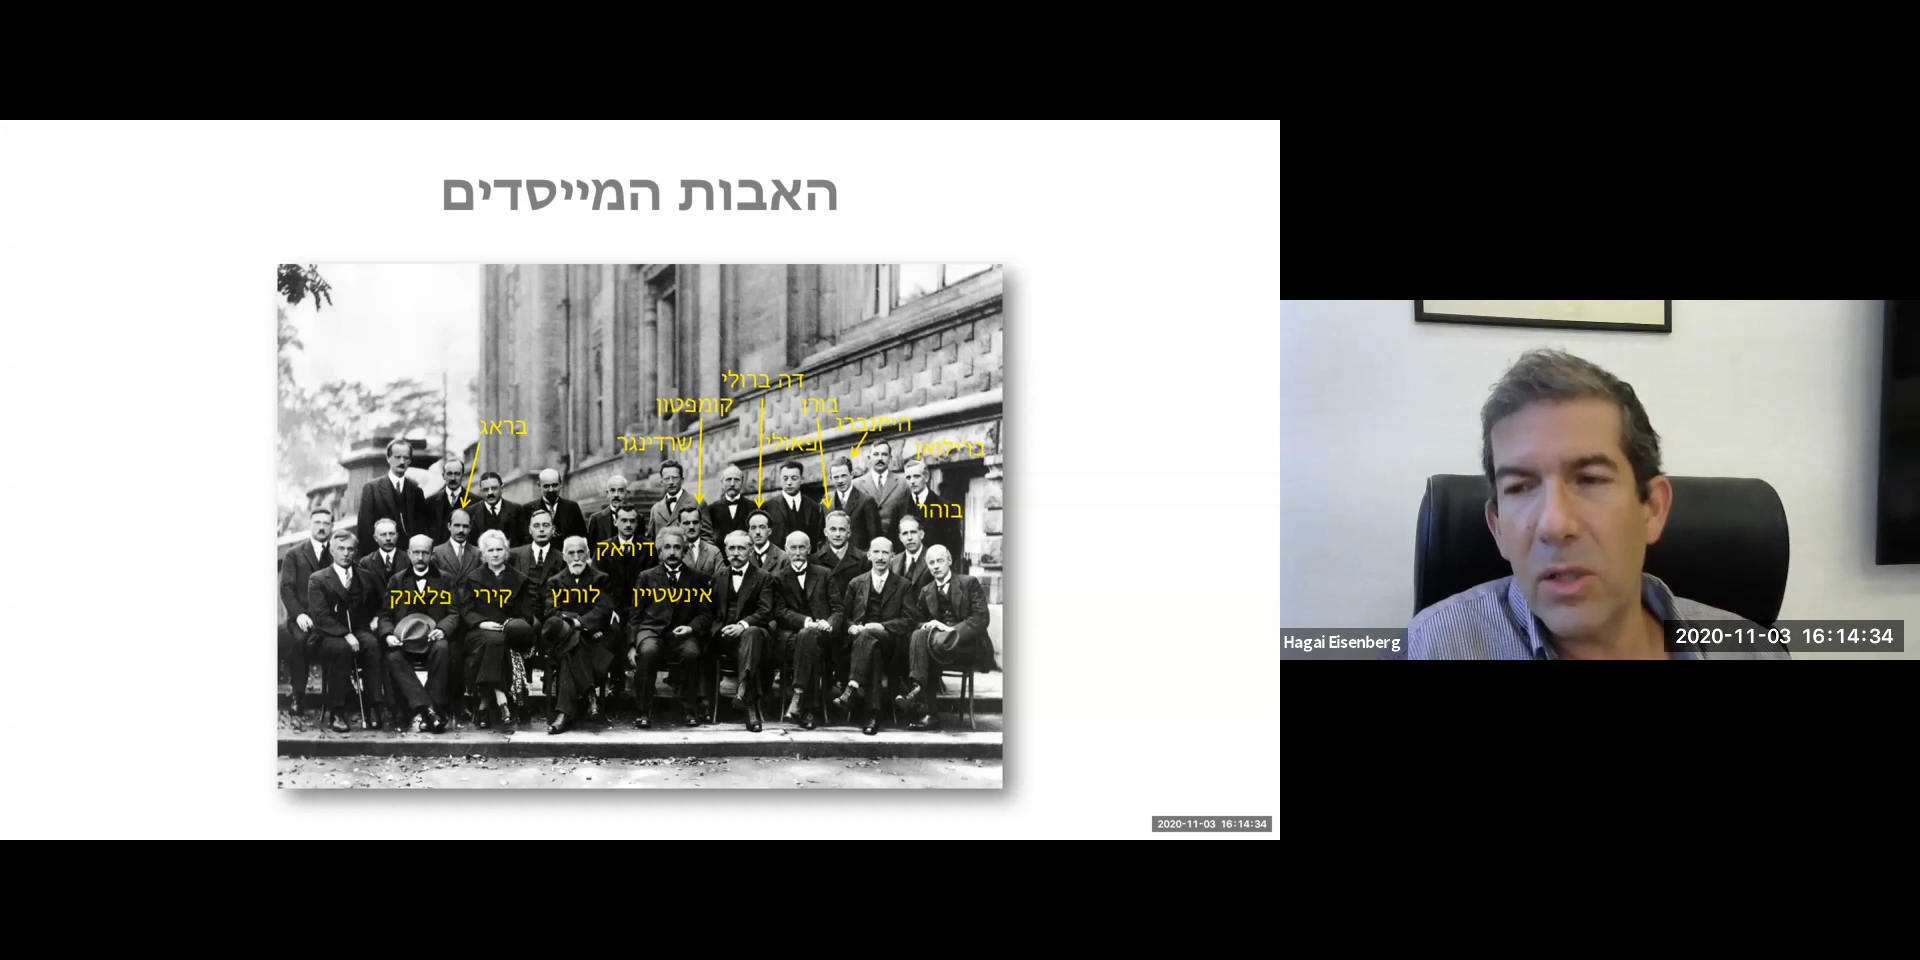 האבות המייסדים
דה ברולי
קומפטון
בורן
בראג
הייזנברג
שרדינגר
פאולי
ברילואן
בוהר
דיראק
פלאנק
קירי
לורנץ
אינשטיין
2020-11-03 16:14:34
Hagai Eisenberg
2020-11-03 16:14:34